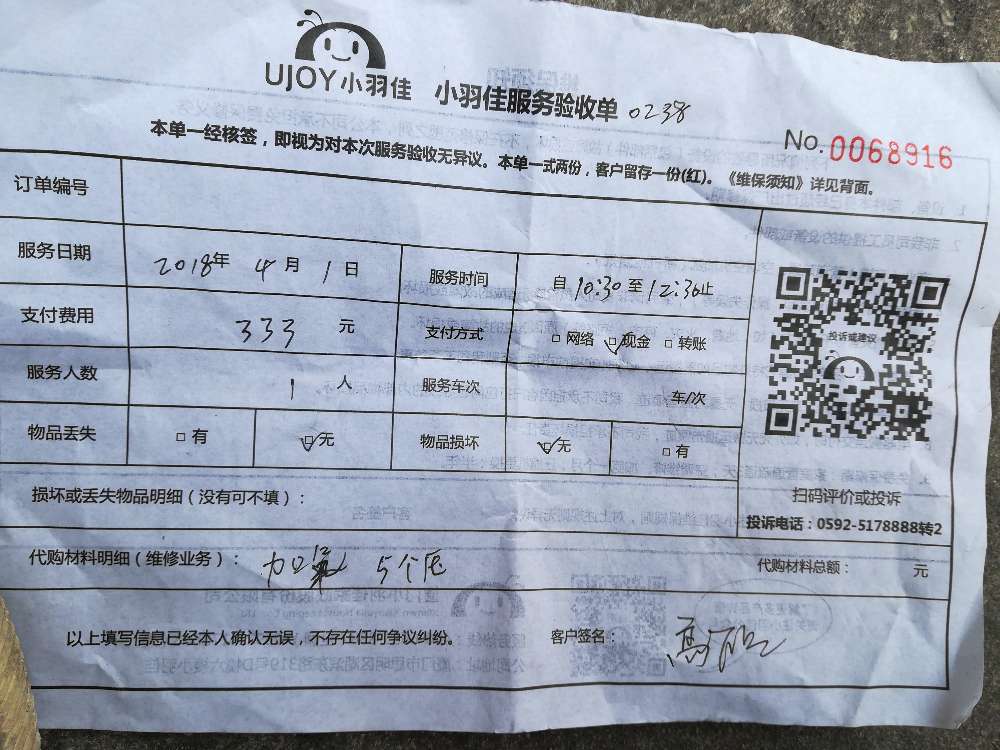 UJOY小羽佳 小羽佳服务验收单 0238
No.0068916
本单一经核签，即视为对本次服务验收无异议。本单一式两份，客户留存一份(红)。《维保须知》详见背面。
订单编号
服务日期 2018年 4月 1日 服务时间 自 10:30 至 12:30止
支付费用 333 元 支付方式 □网络 ☑现金 □转账
服务人数 1 人 服务车次 车/次
物品丢失 □有 ☑无 物品损坏 ☑无 □有
投诉或建议
扫码评价或投诉
投诉电话：0592-5178888转2
损坏或丢失物品明细（没有可不填）：
代购材料明细（维修业务）： 加 5个压
代购材料总额： 元
以上填写信息已经本人确认无误，不存在任何争议纠纷。 客户签名：